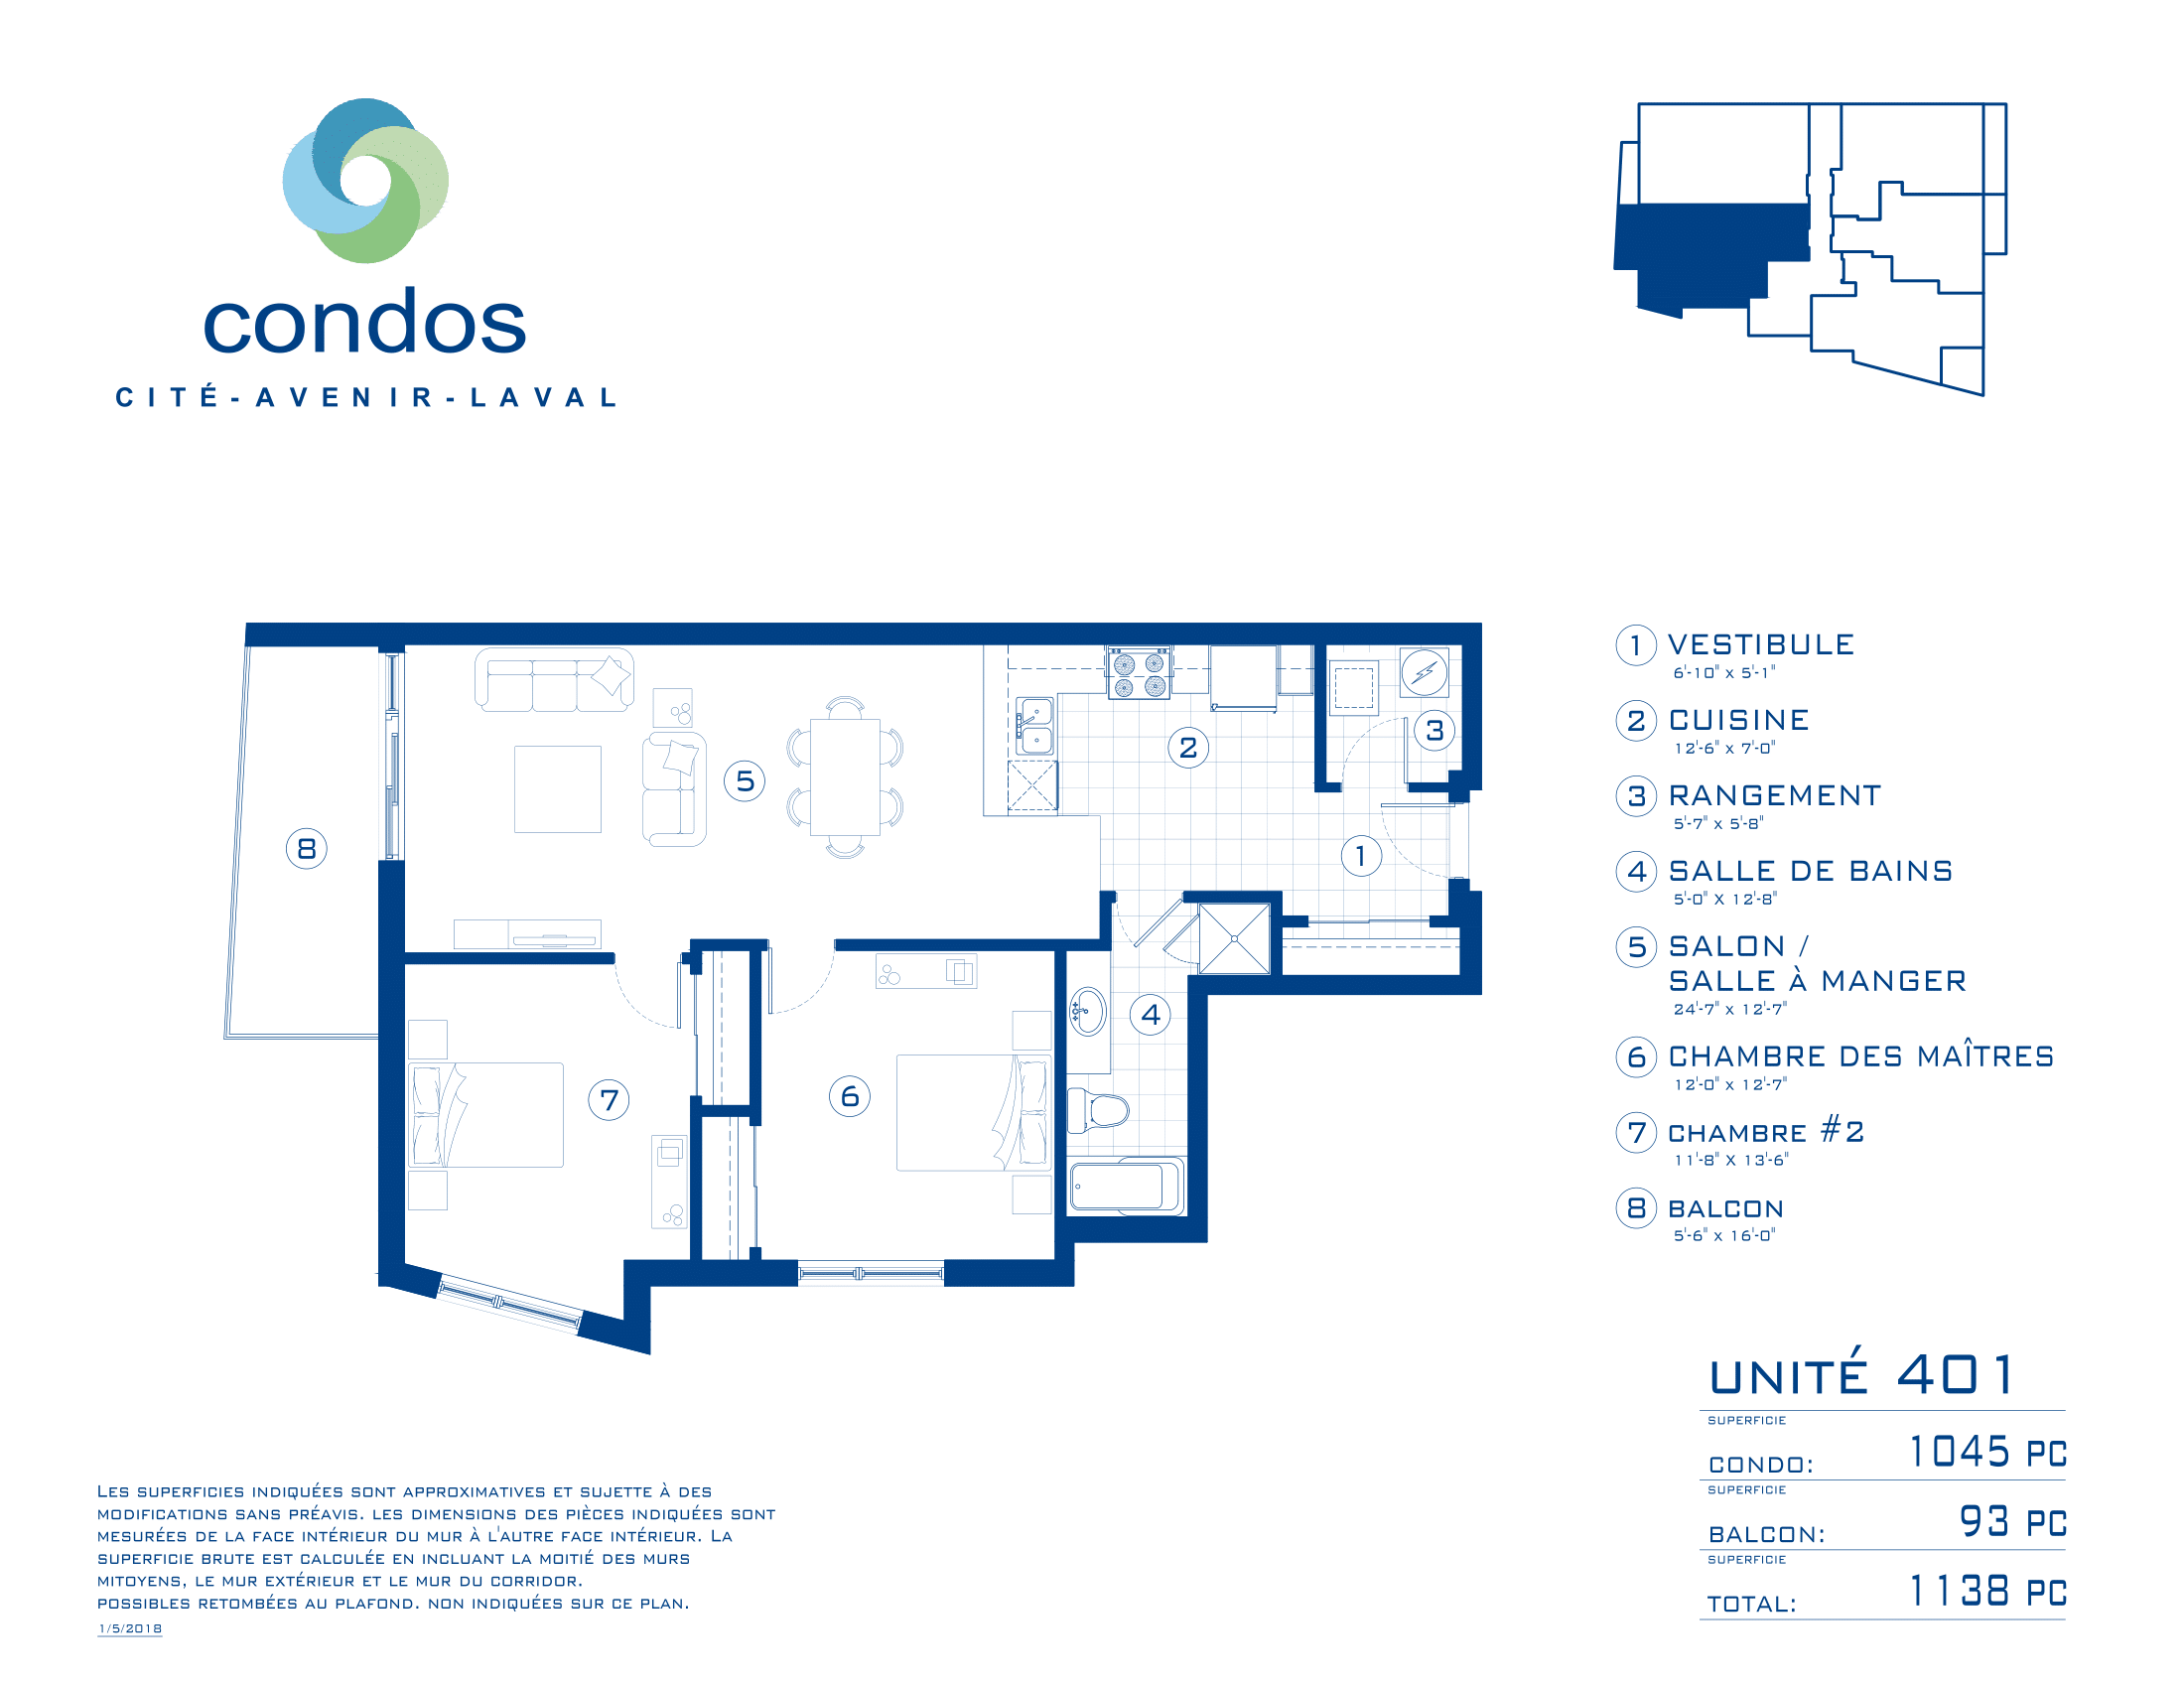 condos
CITÉ-AVENIR-LAVAL
5
2
3
1
8
4
7
6
1 VESTIBULE
6'-10" x 5'-1"
2 CUISINE
12'-6" x 7'-0"
3 RANGEMENT
5'-7" x 5'-8"
4 SALLE DE BAINS
5'-0" X 12'-8"
5 SALON /
SALLE À MANGER
24'-7" x 12'-7"
6 CHAMBRE DES MAÎTRES
12'-0" x 12'-7"
7 CHAMBRE #2
11'-8" X 13'-6"
8 BALCON
5'-6" x 16'-0"
UNITÉ 401
SUPERFICIE
CONDO: 1045 PC
SUPERFICIE
BALCON: 93 PC
SUPERFICIE
TOTAL: 1138 PC
LES SUPERFICIES INDIQUÉES SONT APPROXIMATIVES ET SUJETTE À DES
MODIFICATIONS SANS PRÉAVIS. LES DIMENSIONS DES PIÈCES INDIQUÉES SONT
MESURÉES DE LA FACE INTÉRIEUR DU MUR À L'AUTRE FACE INTÉRIEUR. LA
SUPERFICIE BRUTE EST CALCULÉE EN INCLUANT LA MOITIÉ DES MURS
MITOYENS, LE MUR EXTÉRIEUR ET LE MUR DU CORRIDOR.
POSSIBLES RETOMBÉES AU PLAFOND. NON INDIQUÉES SUR CE PLAN.
1/5/2018